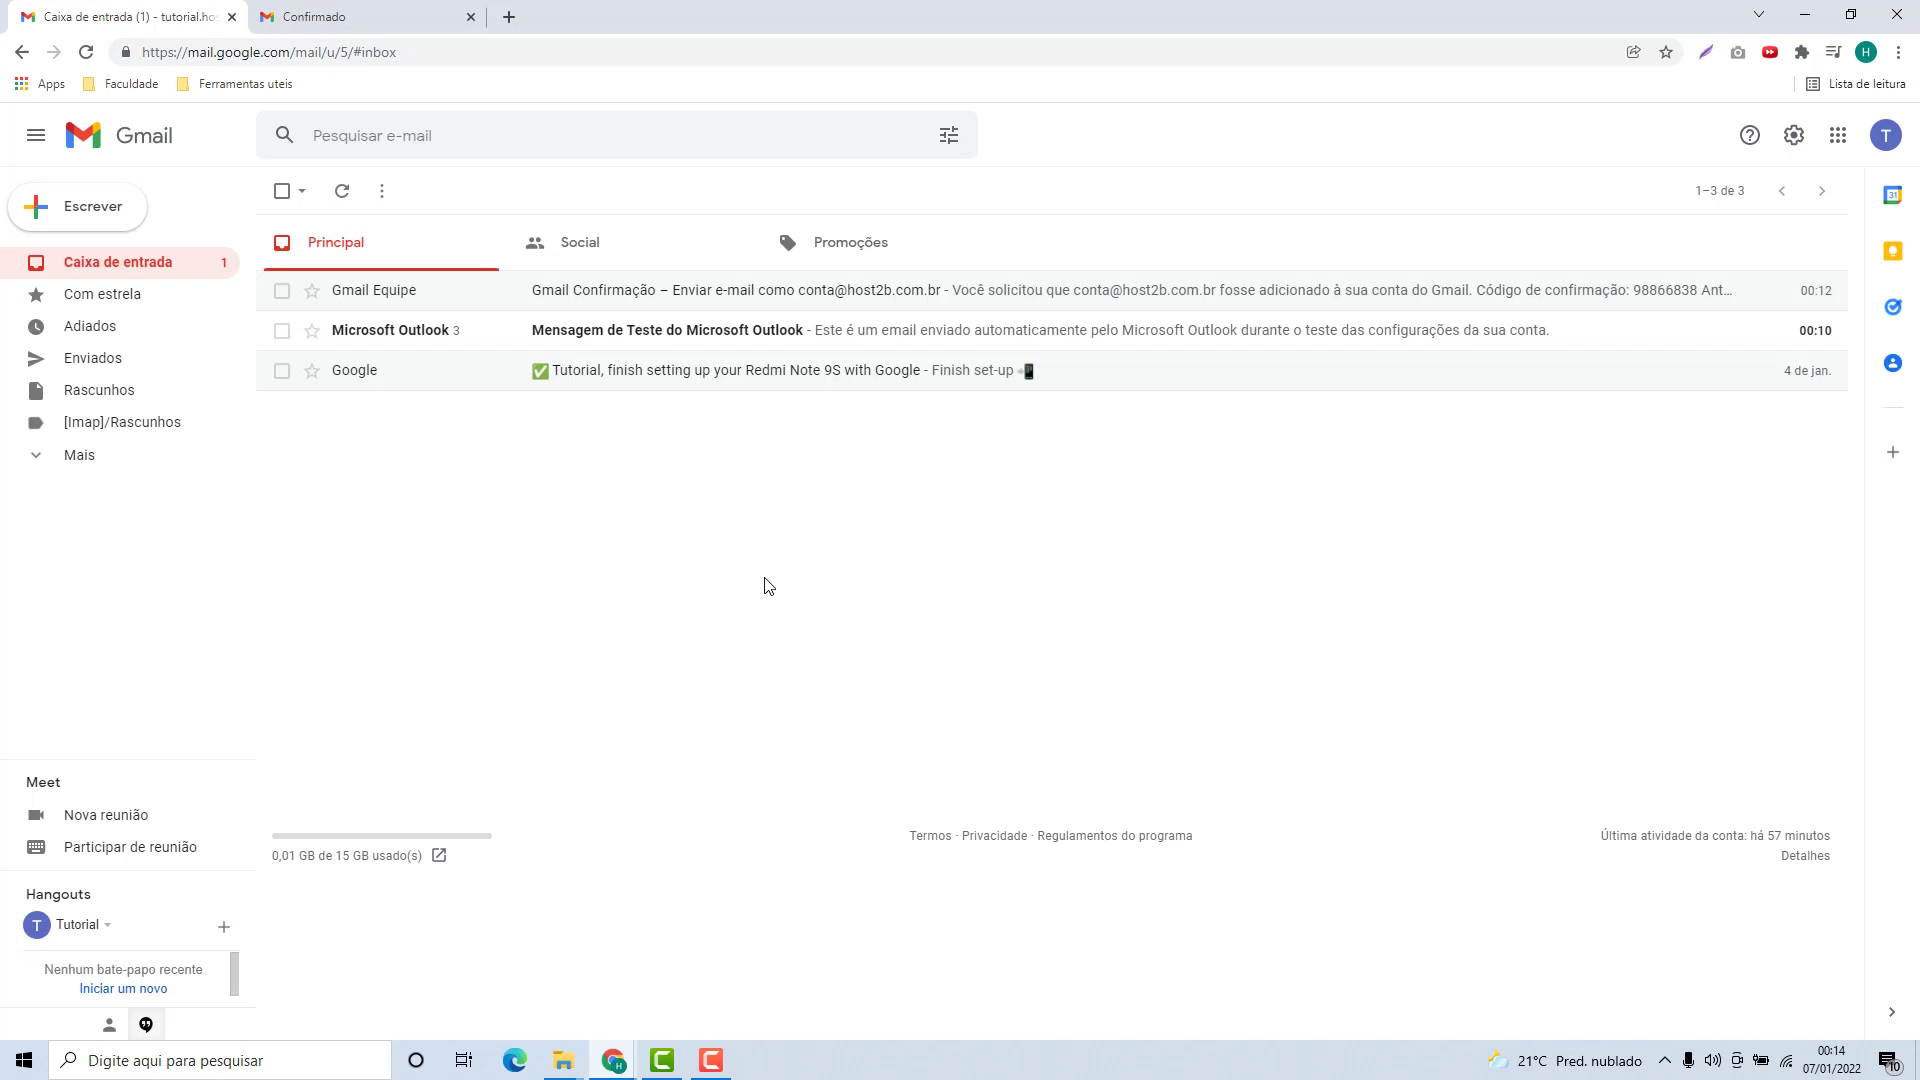 Caixa de entrada (1) - tutorial.hos
Confirmado
https://mail.google.com/mail/u/5/#inbox
H
Apps
Faculdade
Ferramentas uteis
Lista de leitura
Gmail
Pesquisar e-mail
T
Escrever
1–3 de 3
31
Principal
Social
Promoções
Caixa de entrada 1
Com estrela
Adiados
Enviados
Rascunhos
[Imap]/Rascunhos
Mais
Gmail Equipe
Gmail Confirmação – Enviar e-mail como conta@host2b.com.br - Você solicitou que conta@host2b.com.br fosse adicionado à sua conta do Gmail. Código de confirmação: 98866838 Ant…
00:12
Microsoft Outlook 3
Mensagem de Teste do Microsoft Outlook - Este é um email enviado automaticamente pelo Microsoft Outlook durante o teste das configurações da sua conta.
00:10
Google
✅ Tutorial, finish setting up your Redmi Note 9S with Google - Finish set-up 📲
4 de jan.
Meet
Nova reunião
Participar de reunião
Hangouts
T Tutorial
Nenhum bate-papo recente
Iniciar um novo
0,01 GB de 15 GB usado(s)
Termos · Privacidade · Regulamentos do programa
Última atividade da conta: há 57 minutos
Detalhes
Digite aqui para pesquisar
H
21°C Pred. nublado
00:14
07/01/2022
10